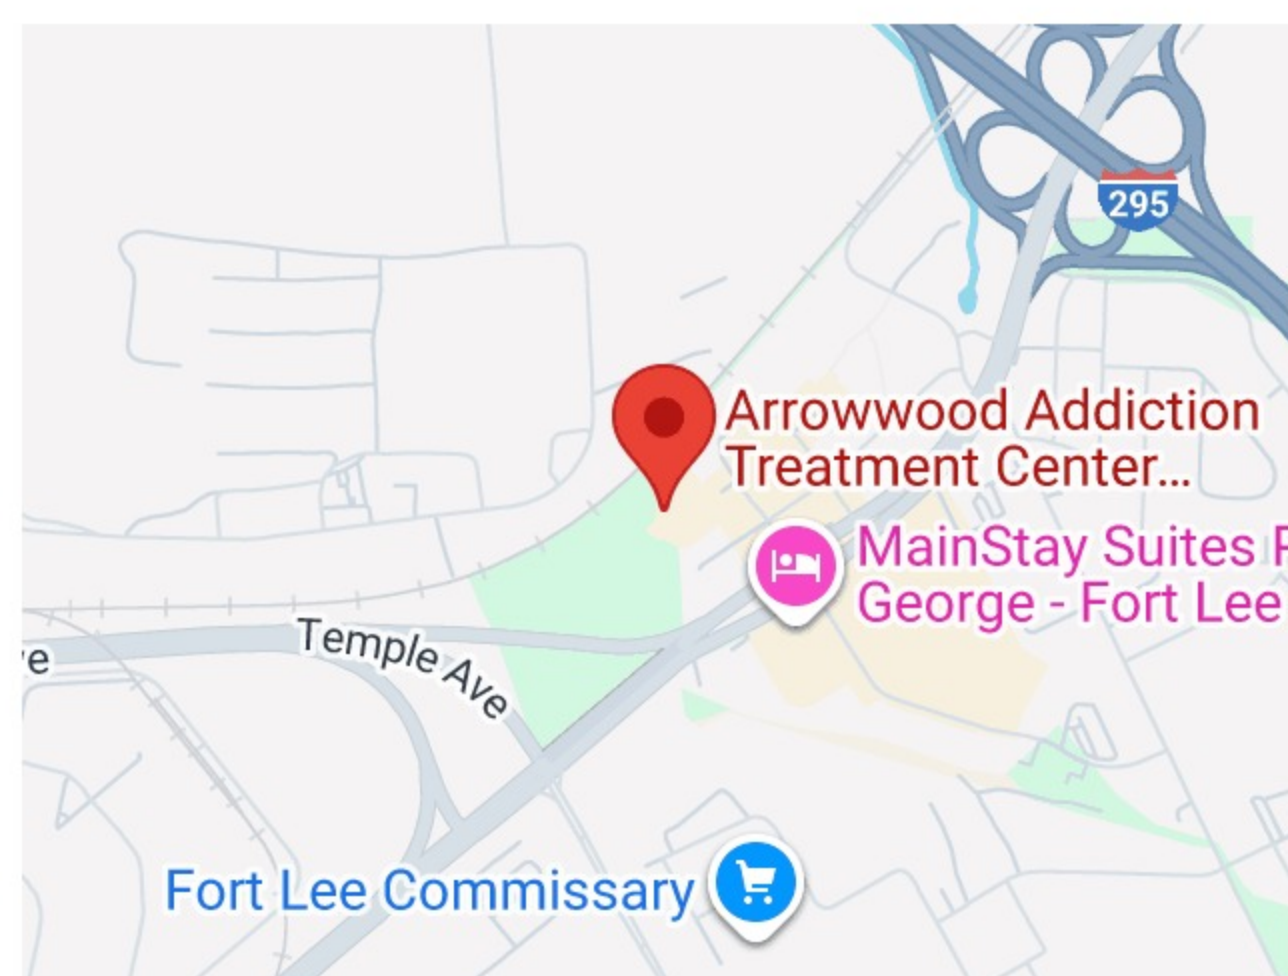 295
Arrowwood Addiction
Treatment Center...
MainStay Suites
George - Fort Lee
Temple Ave
Fort Lee Commissary